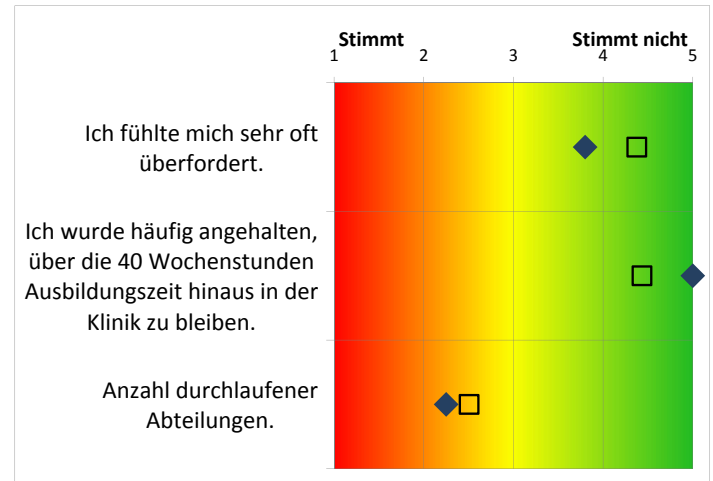 Stimmt Stimmt nicht
1 2 3 4 5
Ich fühlte mich sehr oft
überfordert.
Ich wurde häufig angehalten,
über die 40 Wochenstunden
Ausbildungszeit hinaus in der
Klinik zu bleiben.
Anzahl durchlaufener
Abteilungen.